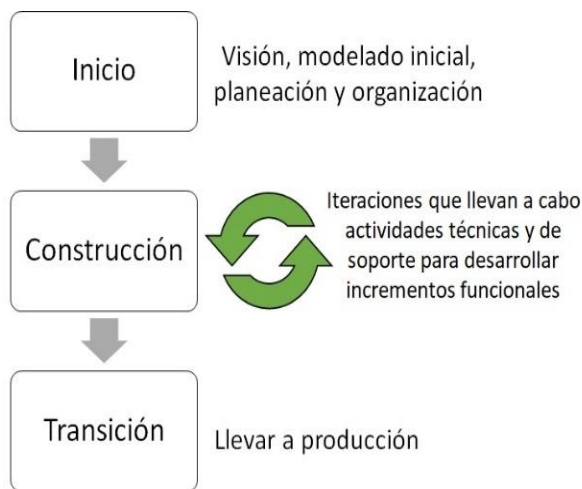 Inicio
Visión, modelado inicial,
planeación y organización
Construcción
Iteraciones que llevan a cabo
actividades técnicas y de
soporte para desarrollar
incrementos funcionales
Transición
Llevar a producción